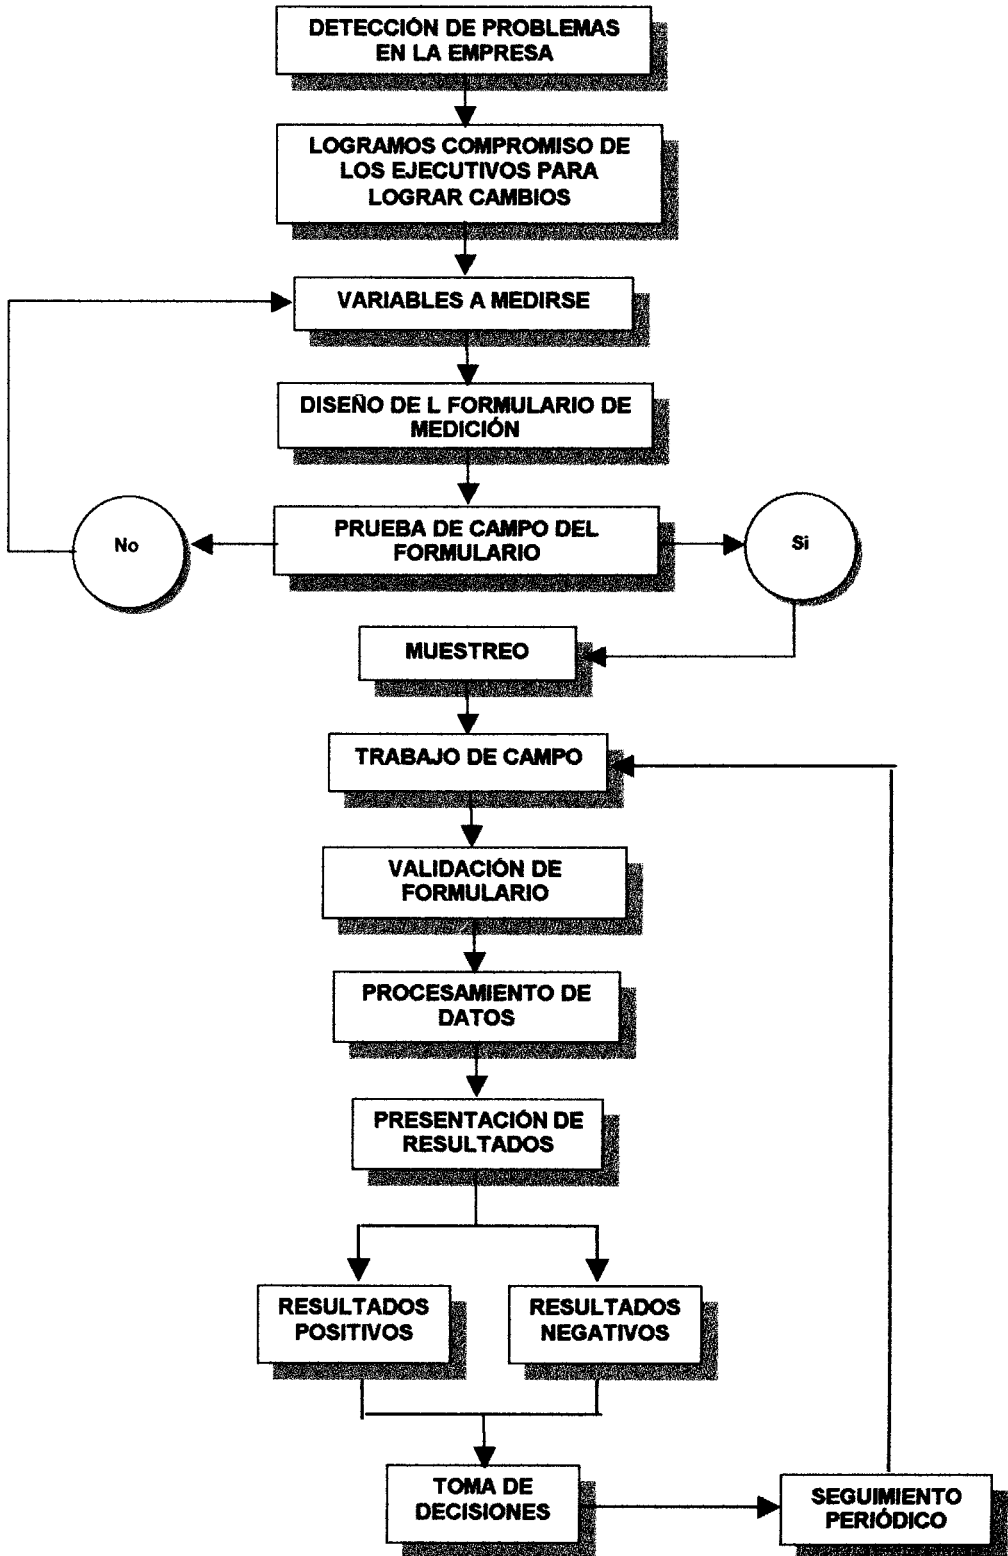 DETECCIÓN DE PROBLEMAS
EN LA EMPRESA
LOGRAMOS COMPROMISO DE
LOS EJECUTIVOS PARA
LOGRAR CAMBIOS
VARIABLES A MEDIRSE
DISEÑO DE L FORMULARIO DE
MEDICIÓN
No
PRUEBA DE CAMPO DEL
FORMULARIO
Si
MUESTREO
TRABAJO DE CAMPO
VALIDACIÓN DE
FORMULARIO
PROCESAMIENTO DE
DATOS
PRESENTACIÓN DE
RESULTADOS
RESULTADOS
POSITIVOS
RESULTADOS
NEGATIVOS
TOMA DE
DECISIONES
SEGUIMIENTO
PERIÓDICO